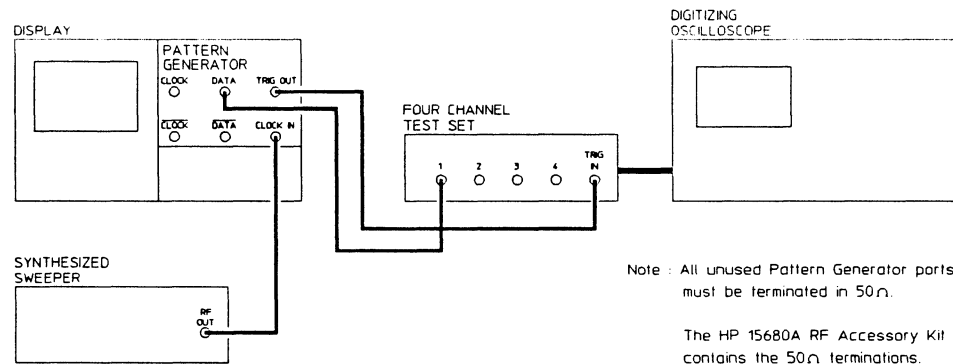 DISPLAY
PATTERN
GENERATOR
CLOCK DATA TRIG OUT
C̅L̅O̅C̅K̅ D̅A̅T̅A̅ CLOCK IN
SYNTHESIZED
SWEEPER
RF
OUT
FOUR CHANNEL
TEST SET
1 2 3 4 TRIG
IN
DIGITIZING
OSCILLOSCOPE
Note : All unused Pattern Generator ports
must be terminated in 50Ω.
The HP 15680A RF Accessory Kit
contains the 50Ω terminations.